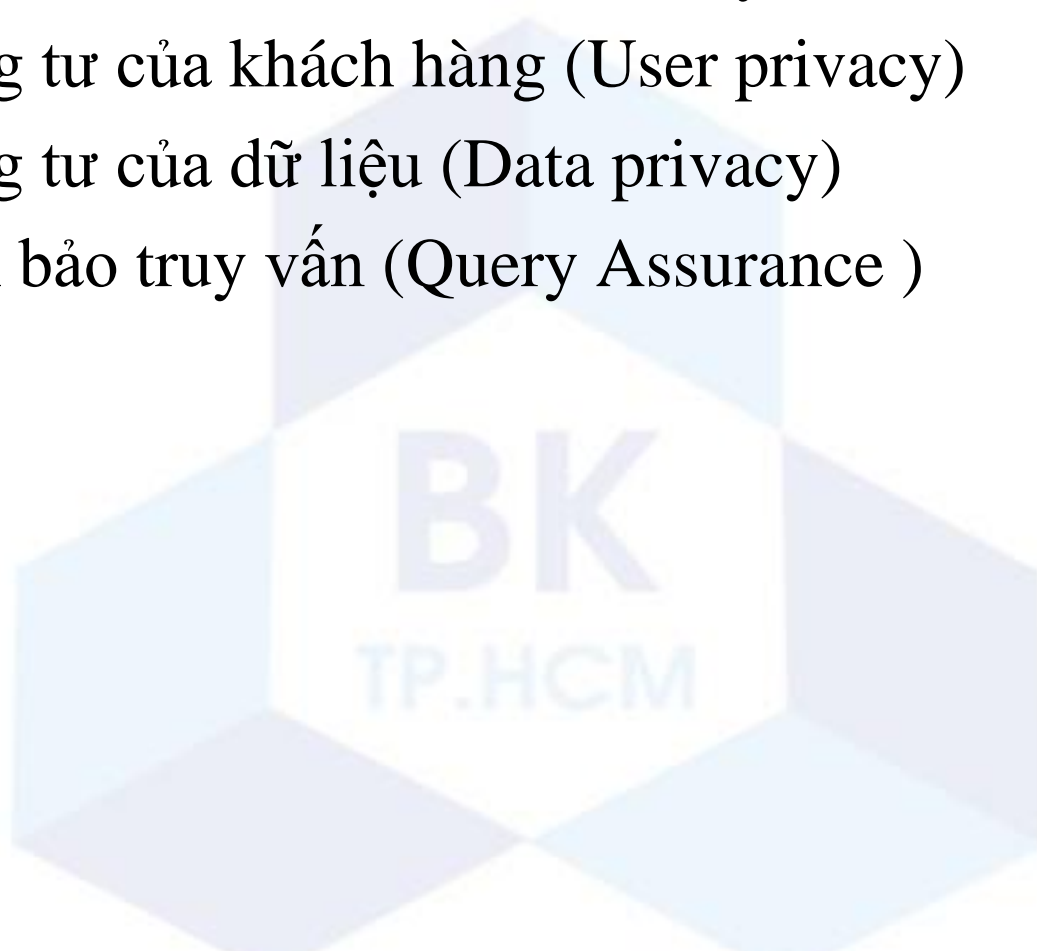 g tư của khách hàng (User privacy)
g tư của dữ liệu (Data privacy)
bảo truy vấn (Query Assurance )
BK
TP.HCM